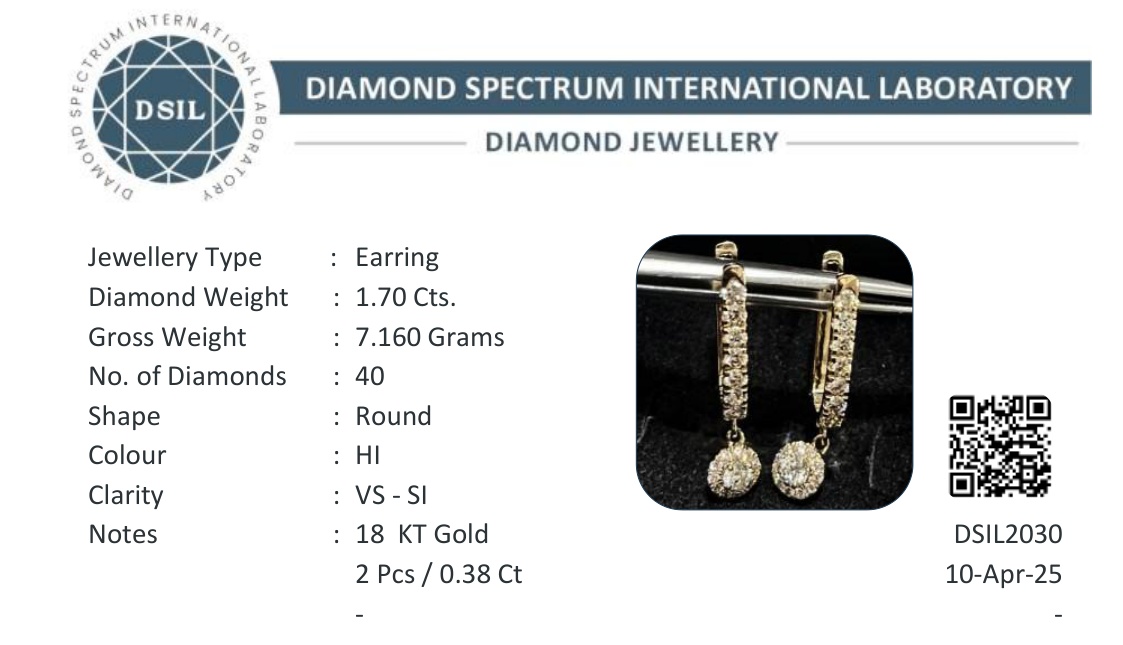 DIAMOND SPECTRUM INTERNATIONAL LABORATORY
DSIL
DIAMOND SPECTRUM INTERNATIONAL LABORATORY
DIAMOND JEWELLERY
Jewellery Type : Earring
Diamond Weight : 1.70 Cts.
Gross Weight : 7.160 Grams
No. of Diamonds : 40
Shape : Round
Colour : HI
Clarity : VS - SI
Notes : 18 KT Gold
2 Pcs / 0.38 Ct
-
DSIL2030
10-Apr-25
-